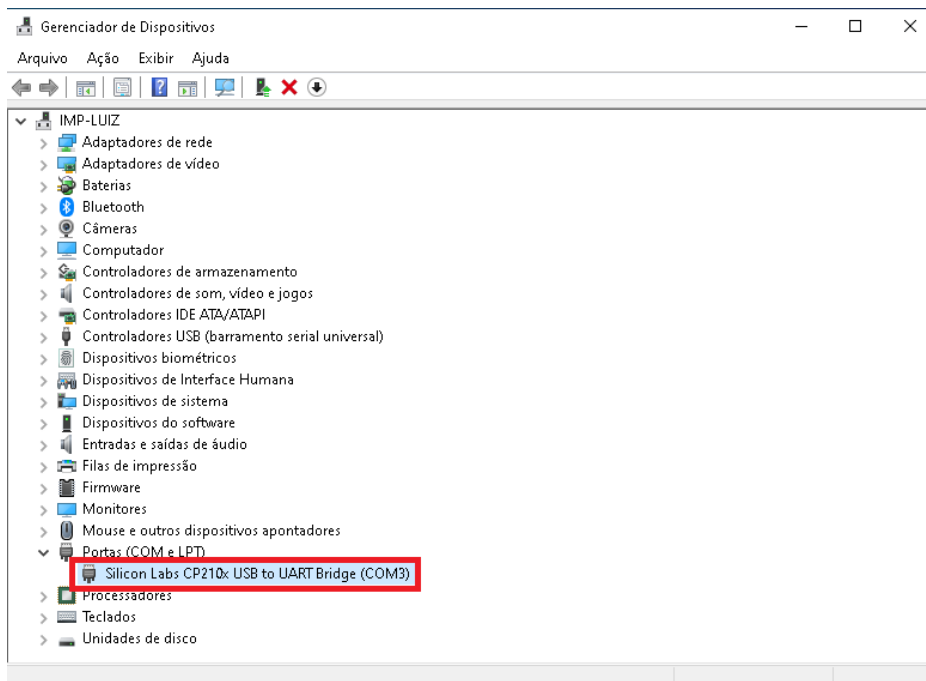 Gerenciador de Dispositivos
Arquivo Ação Exibir Ajuda
IMP-LUIZ
Adaptadores de rede
Adaptadores de vídeo
Baterias
Bluetooth
Câmeras
Computador
Controladores de armazenamento
Controladores de som, vídeo e jogos
Controladores IDE ATA/ATAPI
Controladores USB (barramento serial universal)
Dispositivos biométricos
Dispositivos de Interface Humana
Dispositivos de sistema
Dispositivos do software
Entradas e saídas de áudio
Filas de impressão
Firmware
Monitores
Mouse e outros dispositivos apontadores
Portas (COM e LPT)
Silicon Labs CP210x USB to UART Bridge (COM3)
Processadores
Teclados
Unidades de disco